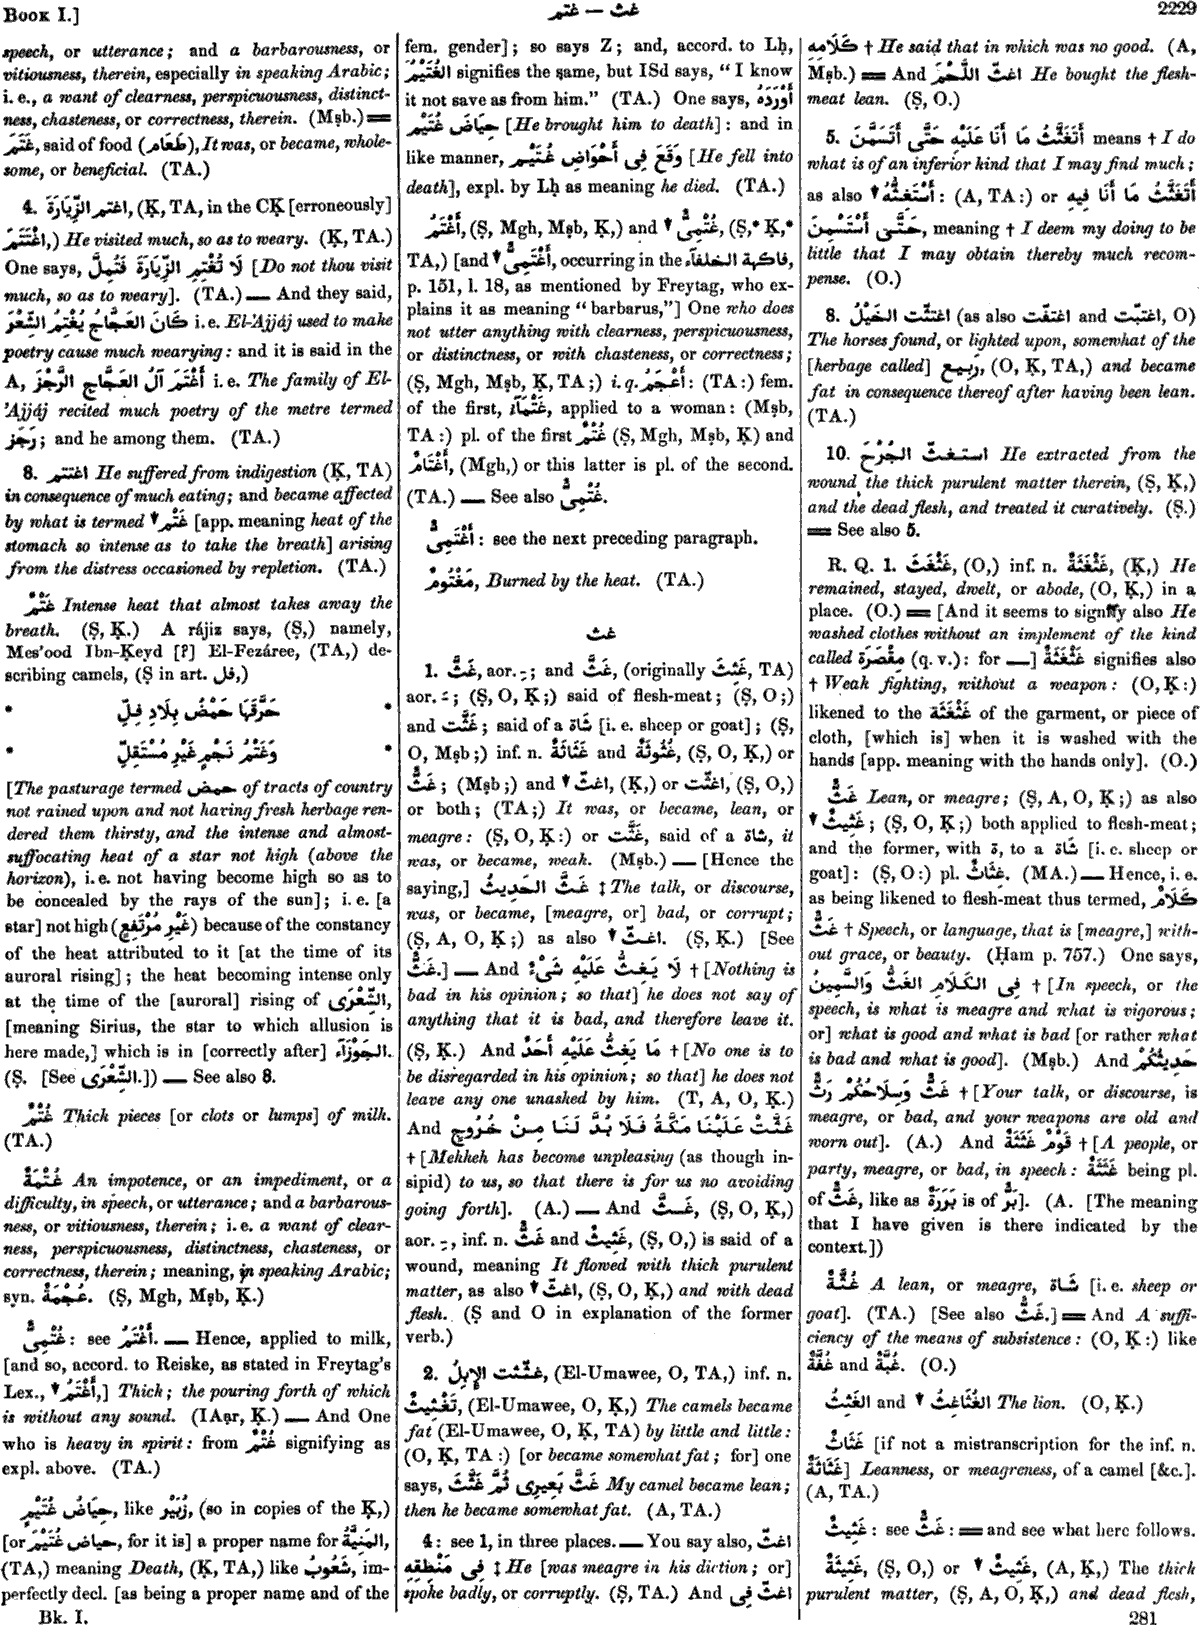 Book I.]
غث — غتم
2229
speech, or utterance; and a barbarousness, or
vitiousness, therein, especially in speaking Arabic;
i. e., a want of clearness, perspicuousness, distinct-
ness, chasteness, or correctness, therein. (Mṣb.) ==
غَتَمَ, said of food (طَعَام), It was, or became, whole-
some, or beneficial. (TA.)
4. اغتم الزِّيَارَةَ, (Ḳ, TA, in the CḲ [erroneously]
اغْتَتَمَ,) He visited much, so as to weary. (Ḳ, TA.)
One says, لَا تُغْتِمِ الزِّيَارَةَ فَتُمِلَّ [Do not thou visit
much, so as to weary]. (TA.) — And they said,
كَانَ العَجَّاجُ يُغْتِمُ الشِّعْرَ i. e. El-'Ajjáj used to make
poetry cause much wearying: and it is said in the
A, أَغْتَمَ آلُ العَجَّاجِ الرَّجَزَ i. e. The family of El-
'Ajjáj recited much poetry of the metre termed
رَجَز; and he among them. (TA.)
8. اغتتم He suffered from indigestion (Ḳ, TA)
in consequence of much eating; and became affected
by what is termed ▼ غَتْم [app. meaning heat of the
stomach so intense as to take the breath] arising
from the distress occasioned by repletion. (TA.)
غَتْمٌ Intense heat that almost takes away the
breath. (Ṣ, Ḳ.) A rájiz says, (Ṣ,) namely,
Mes'ood Ibn-Ḳeyd [?] El-Fezáree, (TA,) de-
scribing camels, (Ṣ in art. فل,)
* حَرَّقَهَا حَمْضُ بِلَادٍ فِلِّ *
* وَغَتْمُ نَجْمٍ غَيْرِ مُسْتَقِلِّ *
[The pasturage termed حمض of tracts of country
not rained upon and not having fresh herbage ren-
dered them thirsty, and the intense and almost-
suffocating heat of a star not high (above the
horizon), i. e. not having become high so as to
be concealed by the rays of the sun]; i. e. [a
star] not high (غَيْرِ مُرْتَفِعٍ) because of the constancy
of the heat attributed to it [at the time of its
auroral rising]; the heat becoming intense only
at the time of the [auroral] rising of الشِّعْرَى,
[meaning Sirius, the star to which allusion is
here made,] which is in [correctly after] الجَوْزَآء.
(Ṣ. [See الشِّعْرَى.]) — See also 8.
غُتْمٌ Thick pieces [or clots or lumps] of milk.
(TA.)
غُتْمَةٌ An impotence, or an impediment, or a
difficulty, in speech, or utterance; and a barbarous-
ness, or vitiousness, therein; i. e. a want of clear-
ness, perspicuousness, distinctness, chasteness, or
correctness, therein; meaning, in speaking Arabic;
syn. عُجْمَةٌ. (Ṣ, Mgh, Mṣb, Ḳ.)
غُتْمِىٌّ: see أَغْتَمُ. — Hence, applied to milk,
[and so, accord. to Reiske, as stated in Freytag's
Lex., ▼ أَغْتَمُ,] Thick; the pouring forth of which
is without any sound. (IAạr, Ḳ.) — And One
who is heavy in spirit: from غُتْمٌ signifying as
expl. above. (TA.)
حِيَاضُ غُتَيْمٍ, like زُبَيْر, (so in copies of the Ḳ,)
[or حياض غُتَيْمَ, for it is] a proper name for المَنِيَّةُ,
(TA,) meaning Death, (Ḳ, TA,) like شَعُوبُ, im-
perfectly decl. [as being a proper name and of the
Bk. I.
fem. gender]; so says Z; and, accord. to Lḥ,
الغُتَيْمُ signifies the same, but ISd says, "I know
it not save as from him." (TA.) One says, أَوْرَدَهُ
حِيَاضَ غُتَيْمٍ [He brought him to death]: and in
like manner, وَقَعَ فِى أَحْوَاضِ غُتَيْمٍ [He fell into
death], expl. by Lḥ as meaning he died. (TA.)
أَغْتَمُ, (Ṣ, Mgh, Mṣb, Ḳ,) and ▼ غُتْمِىٌّ, (Ṣ,* Ḳ,*
TA,) [and ▼ أَغْتَمِىٌّ, occurring in the فاكهة الخلفآء,
p. 151, l. 18, as mentioned by Freytag, who ex-
plains it as meaning "barbarus,"] One who does
not utter anything with clearness, perspicuousness,
or distinctness, or with chasteness, or correctness;
(Ṣ, Mgh, Mṣb, Ḳ, TA;) i. q. أَعْجَمُ: (TA:) fem.
of the first, غَتْمَآءُ, applied to a woman: (Mṣb,
TA:) pl. of the first غُتْمٌ (Ṣ, Mgh, Mṣb, Ḳ) and
أَغْتَامٌ, (Mgh,) or this latter is pl. of the second.
(TA.) — See also غُتْمِىٌّ.
أَغْتَمِىٌّ: see the next preceding paragraph.
مَغْتُومٌ, Burned by the heat. (TA.)
غث
1. غَثَّ, aor. ـِ; and غَثَّ, (originally غَثِثَ, TA)
aor. ـَ; (Ṣ, O, Ḳ;) said of flesh-meat; (Ṣ, O;)
and غَثَّت; said of a شَاة [i. e. sheep or goat]; (Ṣ,
O, Mṣb;) inf. n. غَثَاثَةٌ and غُثُوثَةٌ, (Ṣ, O, Ḳ,) or
غَثٌّ; (Mṣb;) and ▼ اغثّ, (Ḳ,) or اغثّت, (Ṣ, O,)
or both; (TA;) It was, or became, lean, or
meagre: (Ṣ, O, Ḳ:) or غَثَّت, said of a شاة, it
was, or became, weak. (Mṣb.) — [Hence the
saying,] غَثَّ الحَدِيثُ ‡ The talk, or discourse,
was, or became, [meagre, or] bad, or corrupt;
(Ṣ, A, O, Ḳ;) as also ▼ اغثّ. (Ṣ, Ḳ.) [See
غَثٌّ.] — And لَا يَغِثُّ عَلَيْهِ شَىْءٌ † [Nothing is
bad in his opinion; so that] he does not say of
anything that it is bad, and therefore leave it.
(Ṣ, Ḳ.) And مَا يَغِثُّ عَلَيْهِ أَحَدٌ † [No one is to
be disregarded in his opinion; so that] he does not
leave any one unasked by him. (T, A, O, Ḳ.)
And غَثَّتْ عَلَيْنَا مَكَّةُ فَلَا بُدَّ لَنَا مِنْ خُرُوجٍ
† [Mekkeh has become unpleasing (as though in-
sipid) to us, so that there is for us no avoiding
going forth]. (A.) — And غَثَّ, (Ṣ, O, Ḳ,)
aor. ـِ, inf. n. غَثٌّ and غَثِيثٌ, (Ṣ, O,) is said of a
wound, meaning It flowed with thick purulent
matter, as also ▼ اغثّ, (Ṣ, O, Ḳ,) and with dead
flesh. (Ṣ and O in explanation of the former
verb.)
2. غثّثت الإِبِلُ, (El-Umawee, O, TA,) inf. n.
تَغْثِيثٌ, (El-Umawee, O, Ḳ,) The camels became
fat (El-Umawee, O, Ḳ, TA) by little and little:
(O, Ḳ, TA:) [or became somewhat fat; for] one
says, غَثَّ بَعِيرِى ثُمَّ غَثَّثَ My camel became lean;
then he became somewhat fat. (A, TA.)
4: see 1, in three places. — You say also, اغثّ
فِى مَنْطِقِهِ ‡ He [was meagre in his diction; or]
spoke badly, or corruptly. (Ṣ, TA.) And اغثّ فِى
كَلَامِهِ † He said that in which was no good. (A,
Mṣb.) == And اغثّ اللَّحْمَ He bought the flesh-
meat lean. (Ṣ, O.)
5. أَتَغَثَّثُ مَا أَنَا عَلَيْهِ حَتَّى أَتَسَمَّنَ means † I do
what is of an inferior kind that I may find much;
as also ▼ أَسْتَغِثُّهُ: (A, TA:) or أَتَغَثَّثُ مَا أَنَا فِيهِ
حَتَّى أَسْتَسْمِنَ, meaning † I deem my doing to be
little that I may obtain thereby much recom-
pense. (O.)
8. اغتثّت الخَيْلُ (as also اغتفّت and اغتبّت, O)
The horses found, or lighted upon, somewhat of the
[herbage called] رَبِيع, (O, Ḳ, TA,) and became
fat in consequence thereof after having been lean.
(TA.)
10. استغثّ الجُرْحَ He extracted from the
wound the thick purulent matter therein, (Ṣ, Ḳ,)
and the dead flesh, and treated it curatively. (Ṣ.)
== See also 5.
R. Q. 1. غَثْغَثَ, (O,) inf. n. غَثْغَثَةٌ, (Ḳ,) He
remained, stayed, dwelt, or abode, (O, Ḳ,) in a
place. (O.) == [And it seems to signify also He
washed clothes without an implement of the kind
called مِقْصَرَة (q. v.): for —] غَثْغَثَةٌ signifies also
† Weak fighting, without a weapon: (O, Ḳ:)
likened to the غَثْغَثَة of the garment, or piece of
cloth, [which is] when it is washed with the
hands [app. meaning with the hands only]. (O.)
غَثٌّ Lean, or meagre; (Ṣ, A, O, Ḳ;) as also
▼ غَثِيثٌ; (Ṣ, O, Ḳ;) both applied to flesh-meat;
and the former, with ة, to a شَاة [i. e. sheep or
goat]: (Ṣ, O:) pl. غِثَاثٌ. (MA.) — Hence, i. e.
as being likened to flesh-meat thus termed, كَلَامٌ
غَثٌّ † Speech, or language, that is [meagre,] with-
out grace, or beauty. (Ḥam p. 757.) One says,
فِى الكَلَامِ الغَثُّ وَالسَّمِينُ † [In speech, or the
speech, is what is meagre and what is vigorous;
or] what is good and what is bad [or rather what
is bad and what is good]. (Mṣb.) And حَدِيثُكُمْ
غَثٌّ وَسِلَاحُكُمْ رَثٌّ † [Your talk, or discourse, is
meagre, or bad, and your weapons are old and
worn out]. (A.) And قَوْمٌ غَثَثَةٌ † [A people, or
party, meagre, or bad, in speech: غَثَثَةٌ being pl.
of غَثٌّ, like as بَرَرَةٌ is of بَرٌّ]. (A. [The meaning
that I have given is there indicated by the
context.])
غُثَّةٌ A lean, or meagre, شَاة [i. e. sheep or
goat]. (TA.) [See also غَثٌّ.] == And A suffi-
ciency of the means of subsistence: (O, Ḳ:) like
غُبَّةٌ and غُفَّةٌ. (O.)
الغَثِثُ and ▼ الغُثَاغِثُ The lion. (O, Ḳ.)
غَثَاثٌ [if not a mistranscription for the inf. n.
غَثَاثَةٌ] Leanness, or meagreness, of a camel [&c.].
(A, TA.)
غَثِيثٌ: see غَثٌّ: == and see what here follows.
غَثِيثَةٌ, (Ṣ, O,) or ▼ غَثِيثٌ, (A, Ḳ,) The thick
purulent matter, (Ṣ, A, O, Ḳ,) and dead flesh,
281